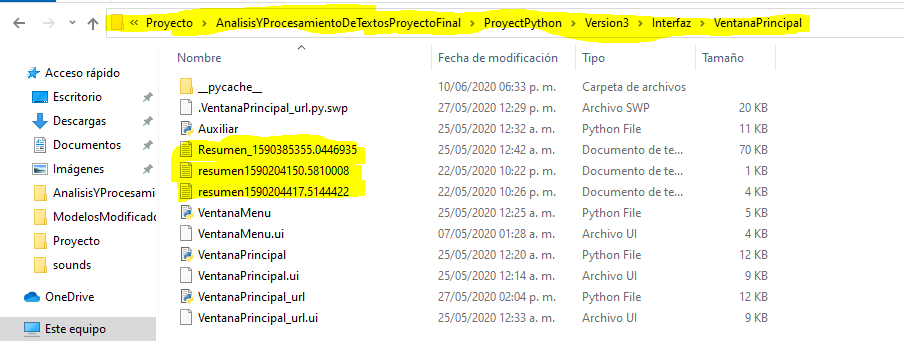 « Proyecto > AnalisisYProcesamientoDeTextosProyectoFinal > ProyectPython > Version3 > Interfaz > VentanaPrincipal
Nombre Fecha de modificación Tipo Tamaño
Acceso rápido
Escritorio
Descargas
Documentos
Imágenes
AnalisisYProcesami
ModelosModificado
Proyecto
sounds
OneDrive
Este equipo
__pycache__ 10/06/2020 06:33 p. m. Carpeta de archivos
.VentanaPrincipal_url.py.swp 27/05/2020 12:29 p. m. Archivo SWP 20 KB
Auxiliar 25/05/2020 12:32 a. m. Python File 11 KB
Resumen_1590385355.0446935 25/05/2020 12:42 a. m. Documento de te... 70 KB
resumen1590204150.5810008 22/05/2020 10:22 p. m. Documento de te... 1 KB
resumen1590204417.5144422 22/05/2020 10:26 p. m. Documento de te... 4 KB
VentanaMenu 25/05/2020 12:25 a. m. Python File 5 KB
VentanaMenu.ui 07/05/2020 01:28 a. m. Archivo UI 4 KB
VentanaPrincipal 25/05/2020 12:20 a. m. Python File 12 KB
VentanaPrincipal.ui 25/05/2020 12:14 a. m. Archivo UI 9 KB
VentanaPrincipal_url 27/05/2020 02:04 p. m. Python File 12 KB
VentanaPrincipal_url.ui 25/05/2020 12:33 a. m. Archivo UI 9 KB